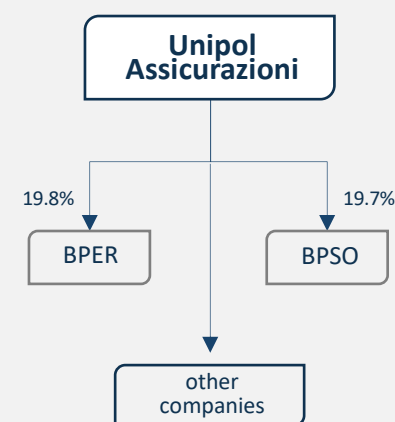 Unipol
Assicurazioni
19.8%
19.7%
BPER
BPSO
other
companies